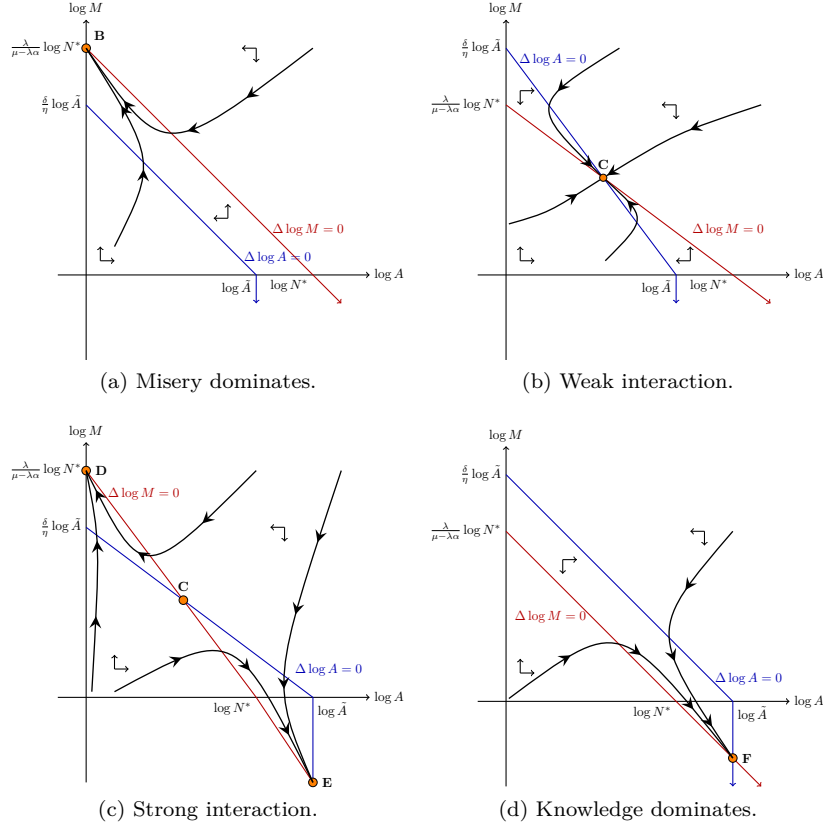 log M
B
λ/(μ−λα) log N*
δ/η log Ã
Δ log M = 0
Δ log A = 0
log A
log Ã
log N*
(a) Misery dominates.
log M
δ/η log Ã
Δ log A = 0
λ/(μ−λα) log N*
C
Δ log M = 0
log A
log Ã
log N*
(b) Weak interaction.
log M
λ/(μ−λα) log N*
D
Δ log M = 0
δ/η log Ã
C
Δ log A = 0
log A
log N*
log Ã
E
(c) Strong interaction.
log M
δ/η log Ã
λ/(μ−λα) log N*
Δ log M = 0
Δ log A = 0
log A
log N*
log Ã
F
(d) Knowledge dominates.